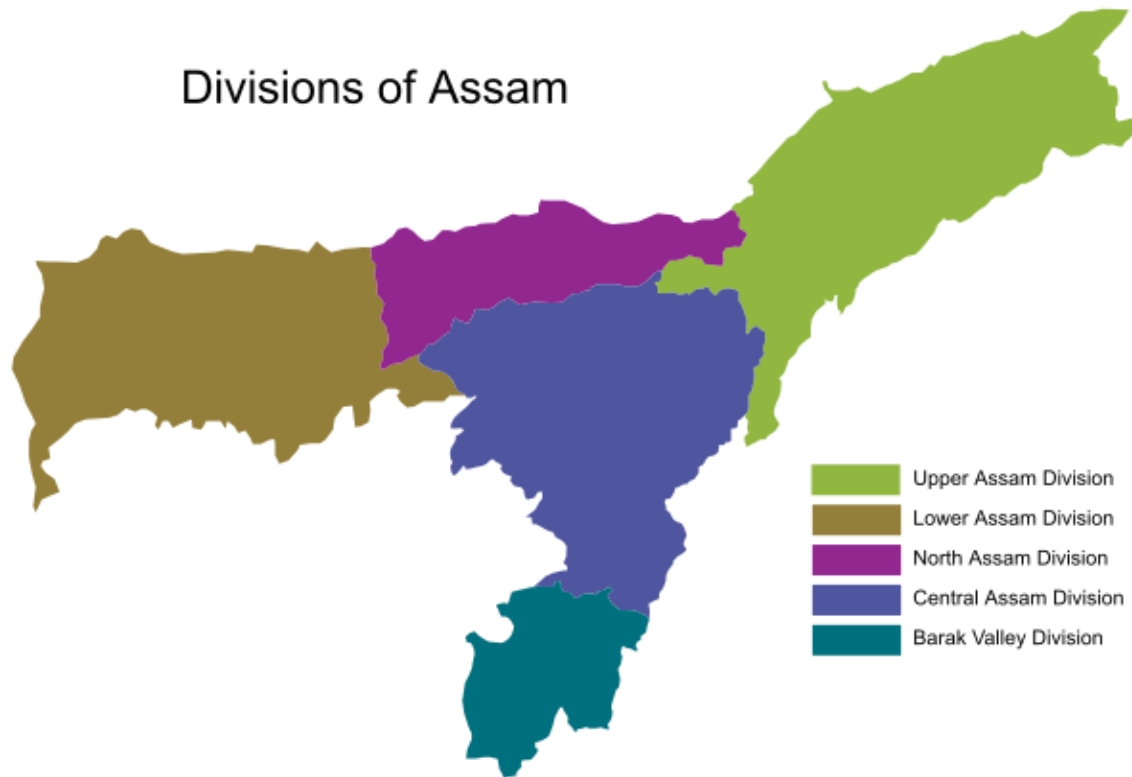 Divisions of Assam
Upper Assam Division
Lower Assam Division
North Assam Division
Central Assam Division
Barak Valley Division